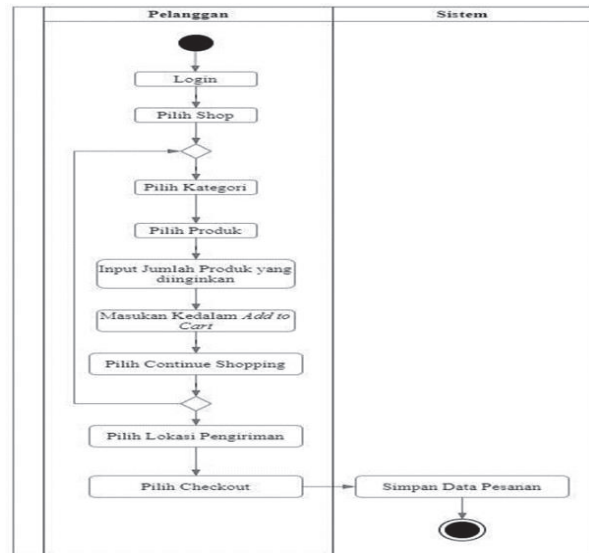 Pelanggan
Sistem
Login
Pilih Shop
Pilih Kategori
Pilih Produk
Input Jumlah Produk yang
diinginkan
Masukan Kedalam Add to
Cart
Pilih Continue Shopping
Pilih Lokasi Pengiriman
Pilih Checkout
Simpan Data Pesanan